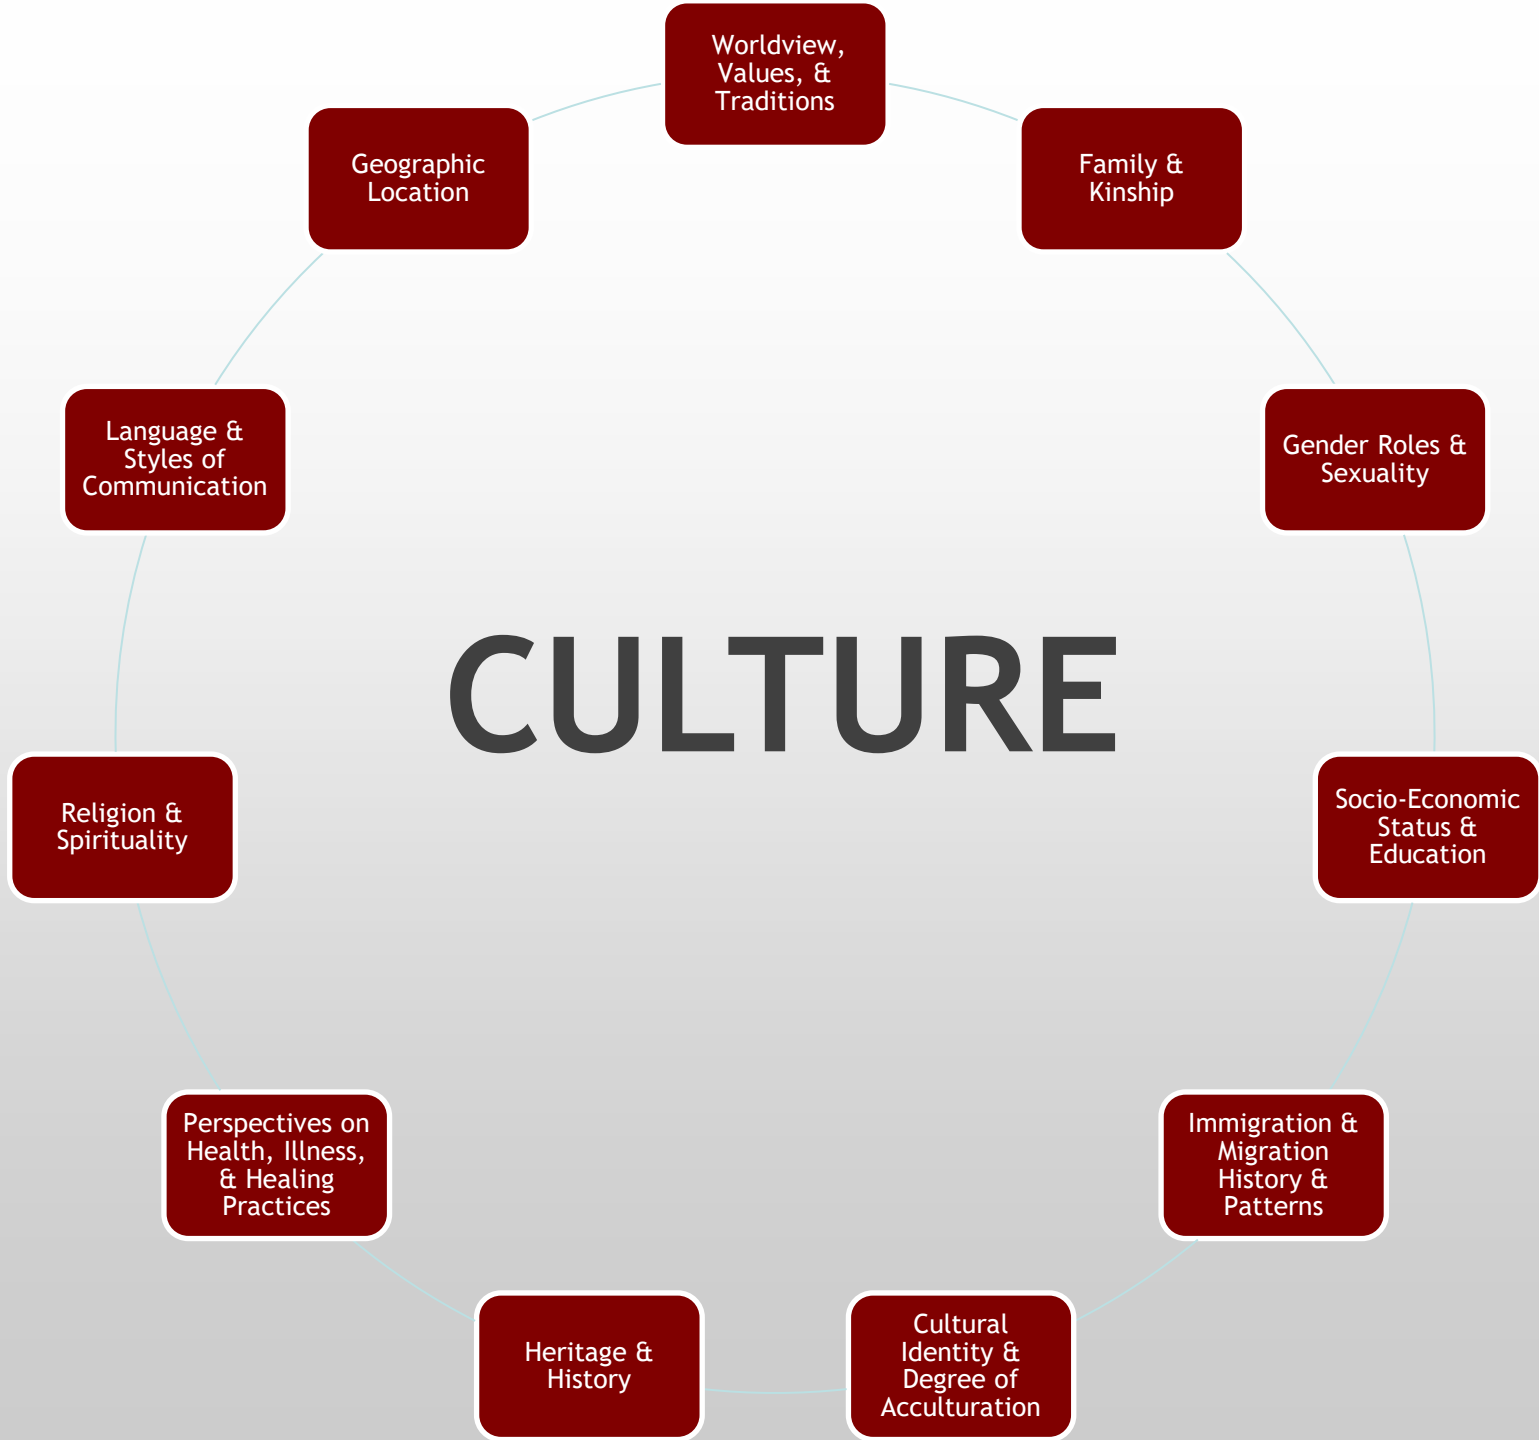 Worldview,
Values, &
Traditions
Family &
Kinship
Gender Roles &
Sexuality
Socio-Economic
Status &
Education
Immigration &
Migration
History &
Patterns
Cultural
Identity &
Degree of
Acculturation
Heritage &
History
Perspectives on
Health, Illness,
& Healing
Practices
Religion &
Spirituality
Language &
Styles of
Communication
Geographic
Location
CULTURE